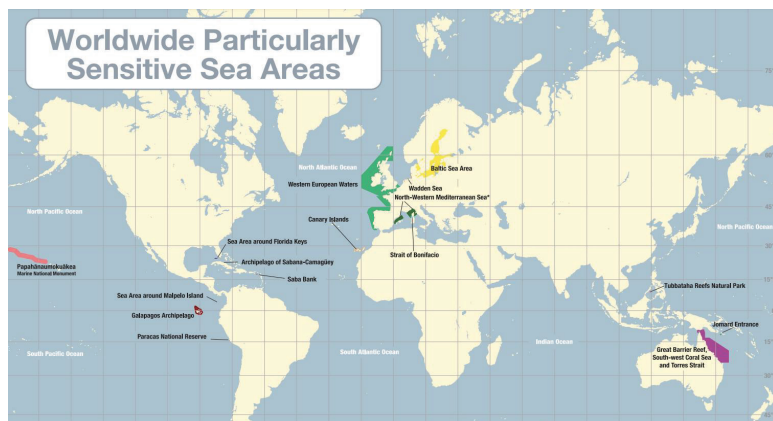 Worldwide Particularly
Sensitive Sea Areas
North Atlantic Ocean
Baltic Sea Area
Western European Waters
Wadden Sea
North-Western Mediterranean Sea*
North Pacific Ocean
Canary Islands
North Pacific Ocean
Sea Area around Florida Keys
Strait of Bonifacio
Archipelago of Sabana-Camagüey
Papahānaumokuākea
Marine National Monument
Saba Bank
Tubbataha Reefs Natural Park
Sea Area around Malpelo Island
Galapagos Archipelago
Jomard Entrance
Paracas National Reserve
Indian Ocean
South Pacific Ocean
South Atlantic Ocean
Great Barrier Reef,
South-west Coral Sea
and Torres Strait